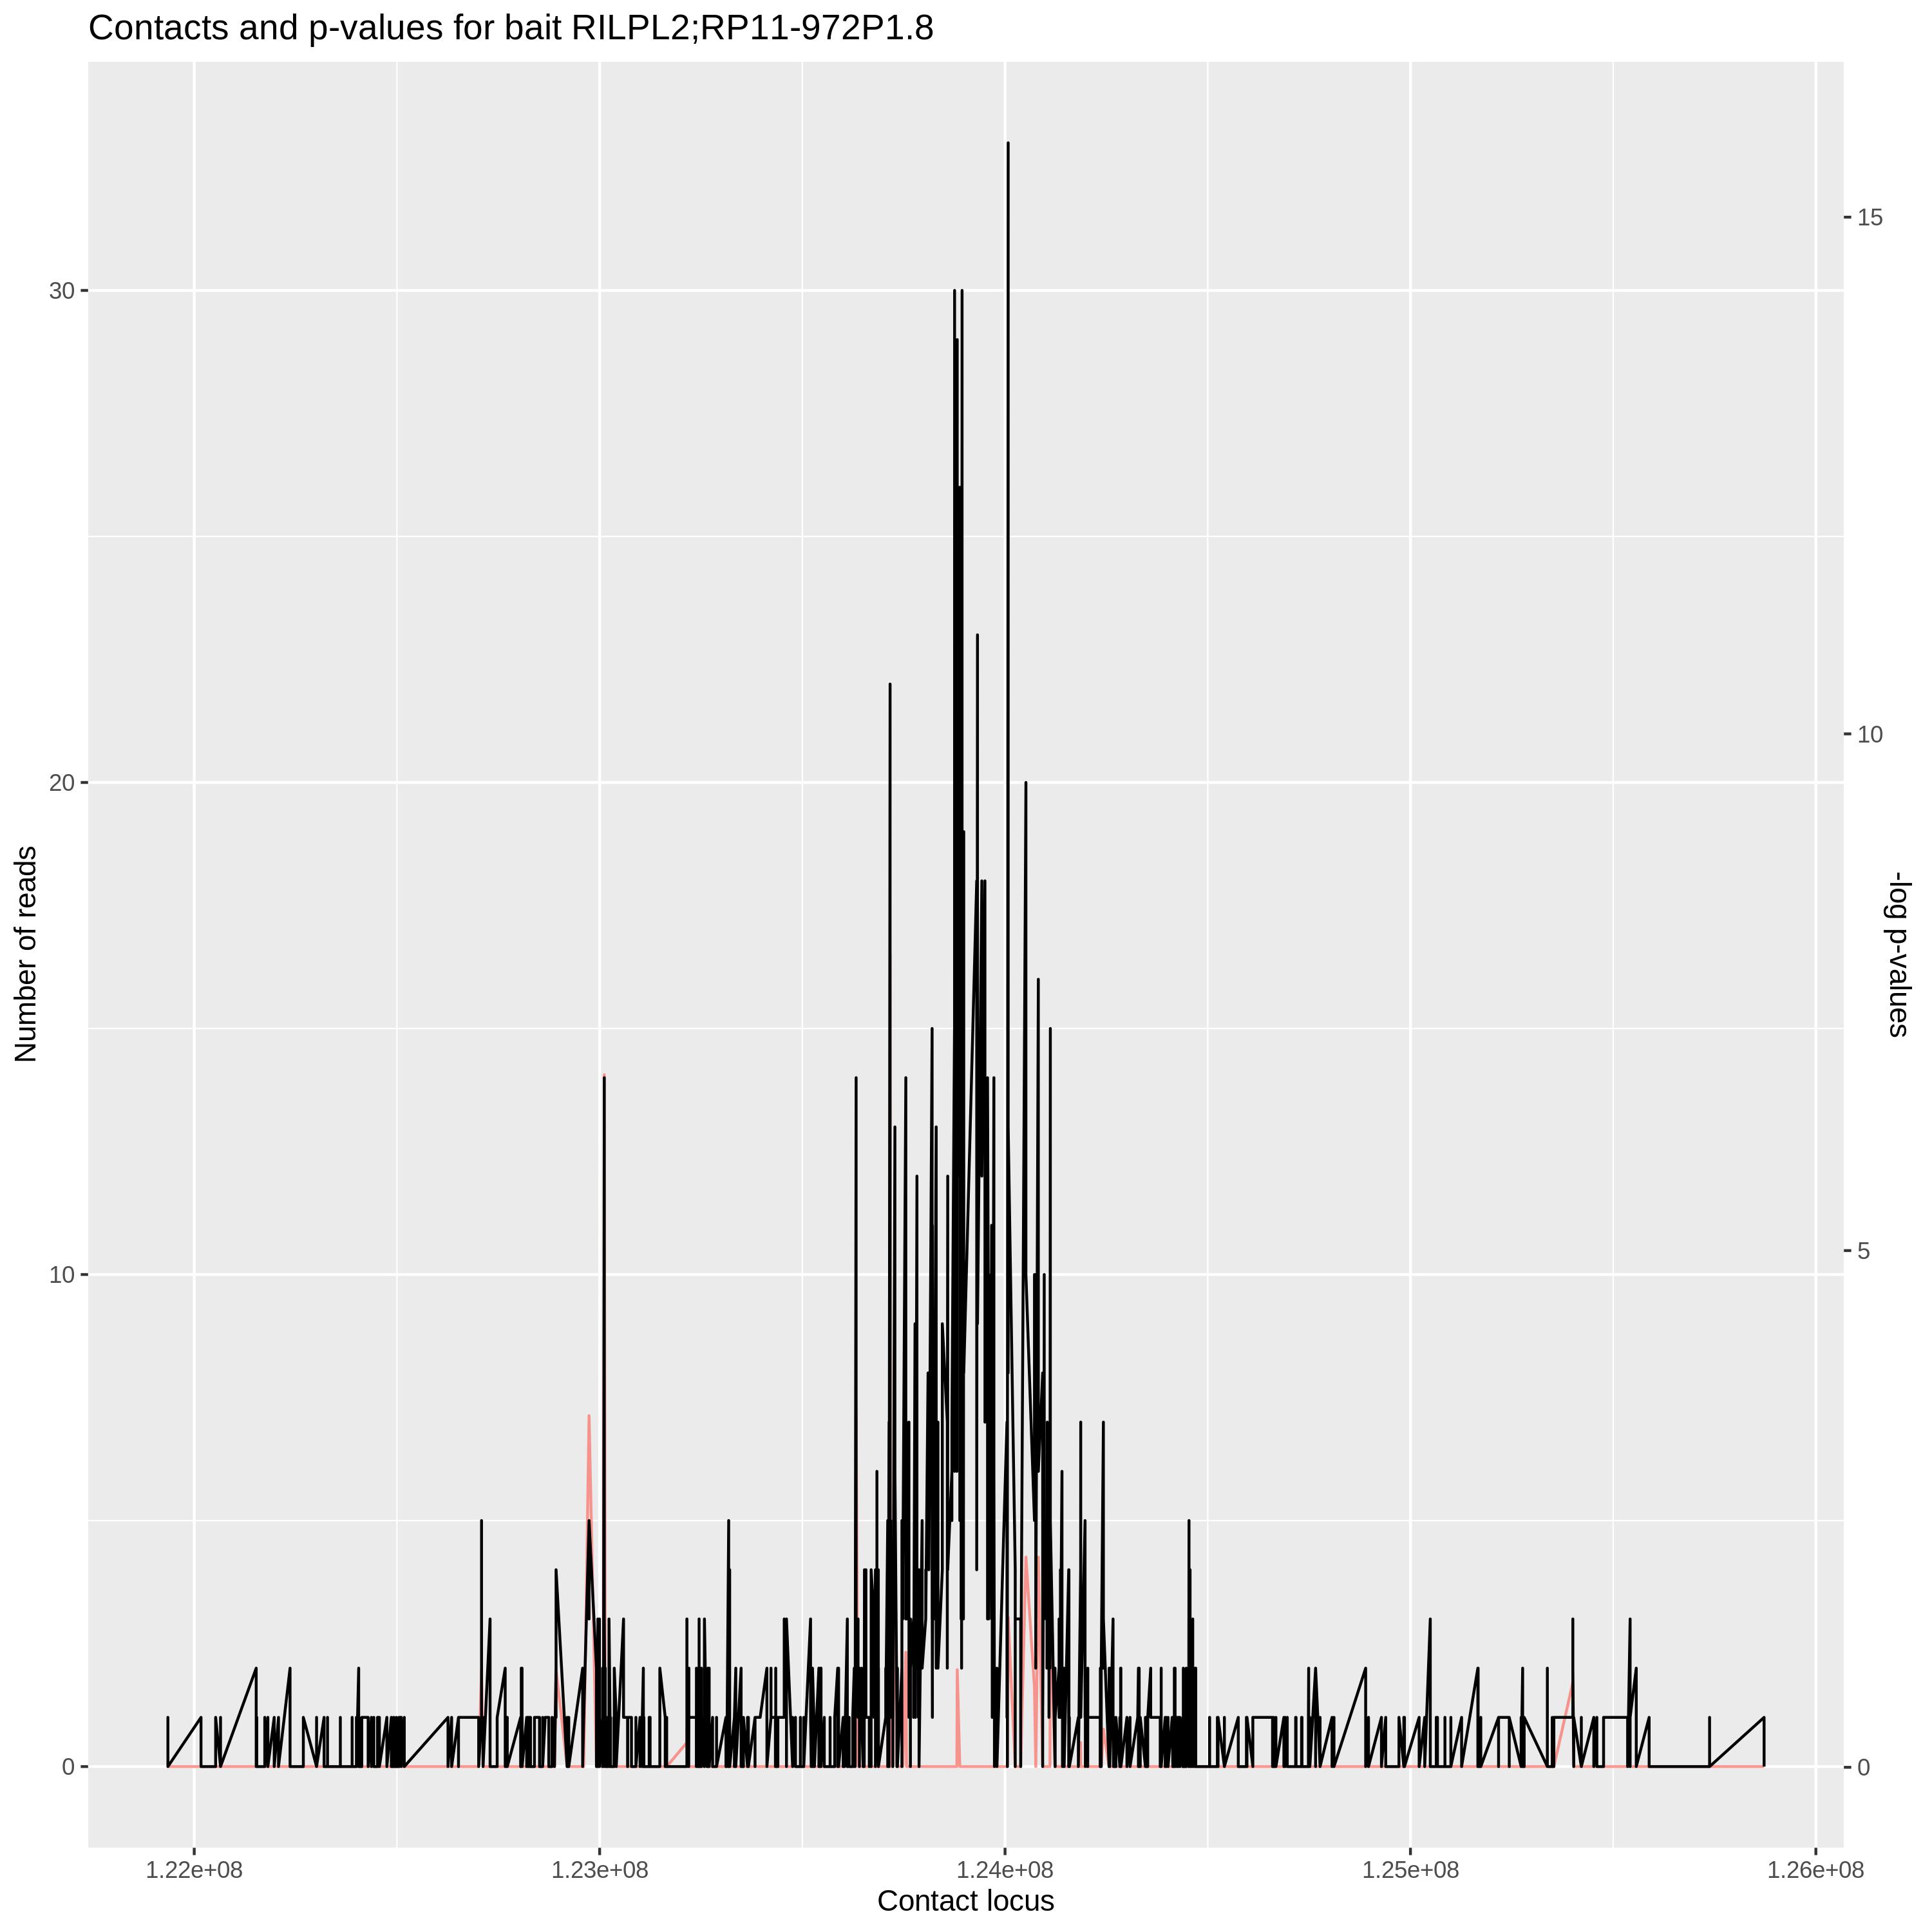 Contacts and p-values for bait RILPL2;RP11-972P1.8
Number of reads
30
20
10
0
15
10
5
0
-log p-values
1.22e+08 1.23e+08 1.24e+08 1.25e+08 1.26e+08
Contact locus